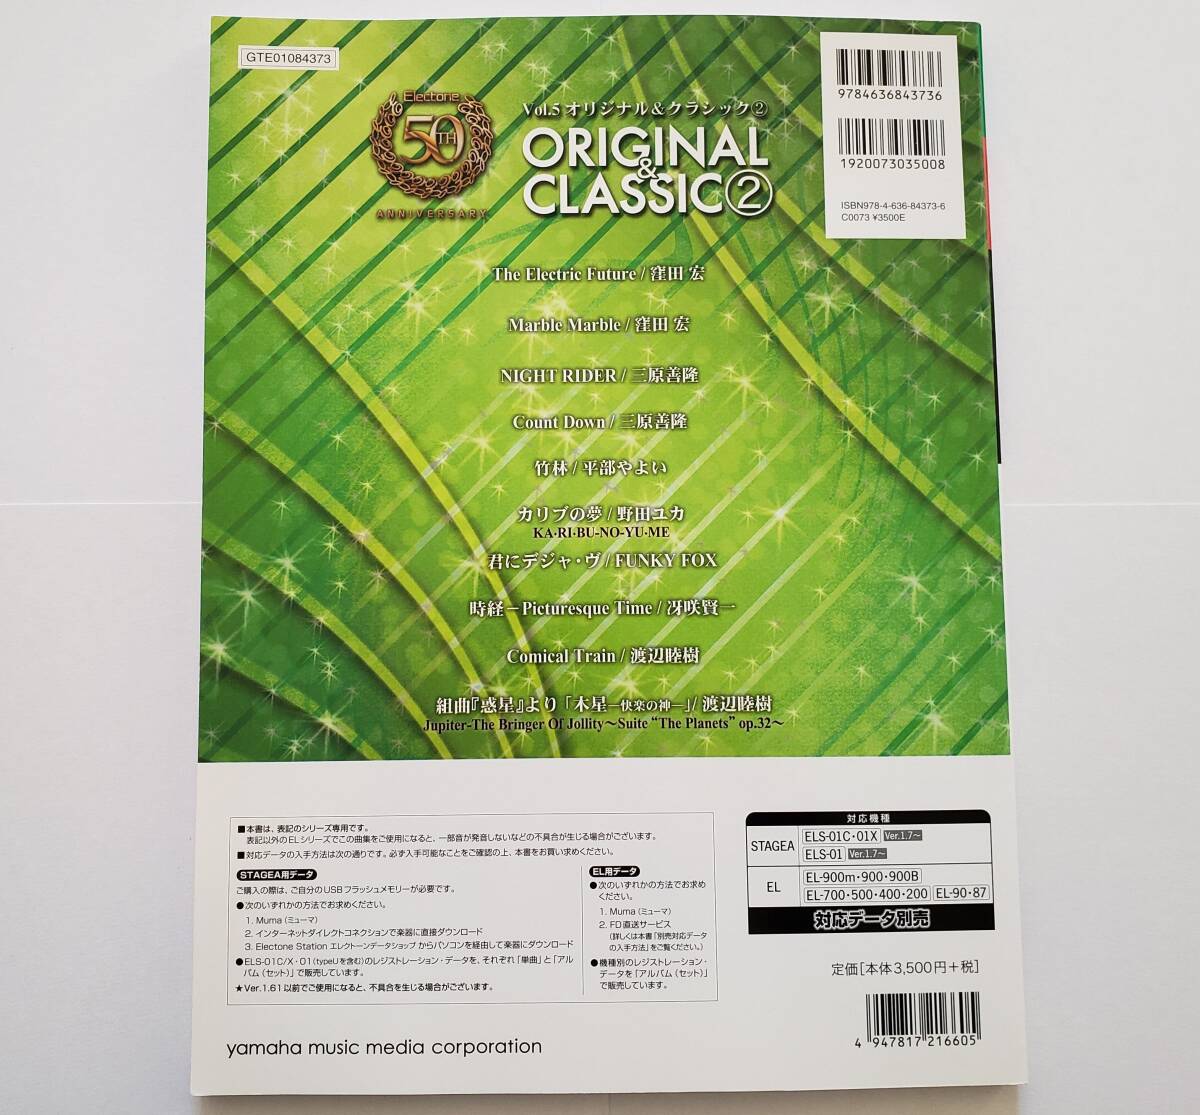 GTE01084373
Electone
50TH
ANNIVERSARY
Vol.5 オリジナル&クラシック②
ORIGINAL
&
CLASSIC②
9784636843736
1920073035008
ISBN978-4-636-84373-6
C0073 ¥3500E
The Electric Future / 窪田 宏
Marble Marble / 窪田 宏
NIGHT RIDER / 三原善隆
Count Down / 三原善隆
竹林 / 平部やよい
カリブの夢 / 野田ユカ
KA・RI・BU-NO-YU・ME
君にデジャ・ヴ / FUNKY FOX
時経－Picturesque Time / 冴咲賢一
Comical Train / 渡辺睦樹
組曲『惑星』より「木星―快楽の神―」/ 渡辺睦樹
Jupiter-The Bringer Of Jollity～Suite “The Planets” op.32～
■本書は、表記のシリーズ専用です。
表記以外のELシリーズでこの曲集をご使用になると、一部音が発音しないなどの不具合が生じる場合がございます。
■対応データの入手方法は次の通りです。必ず入手可能なことをご確認の上、本書をお買い求めください。
STAGEA用データ
ご購入の際は、ご自分のUSBフラッシュメモリーが必要です。
●次のいずれかの方法でお求めください。
1. Muma（ミューマ）
2. インターネットダイレクトコネクションで楽器に直接ダウンロード
3. Electone Station エレクトーンデータショップ からパソコンを経由して楽器にダウンロード
●ELS-01C/X・01(typeUを含む)のレジストレーション・データを、それぞれ「単曲」と「アル
バム（セット）」で販売しています。
★Ver.1.61以前でご使用になると、不具合を生じる場合がございます。
EL用データ
●次のいずれかの方法でお求め
ください。
1. Muma（ミューマ）
2. FD直送サービス
（詳しくは本書「別売対応データ
の入手方法」をご覧ください。）
●機種別のレジストレーション・
データを「アルバム（セット）」
で販売しています。
対応機種
STAGEA
ELS-01C・01X Ver.1.7～
ELS-01 Ver.1.7～
EL
EL-900m・900・900B
EL-700・500・400・200 EL-90・87
対応データ別売
定価[本体3,500円＋税]
4 947817 216605
yamaha music media corporation